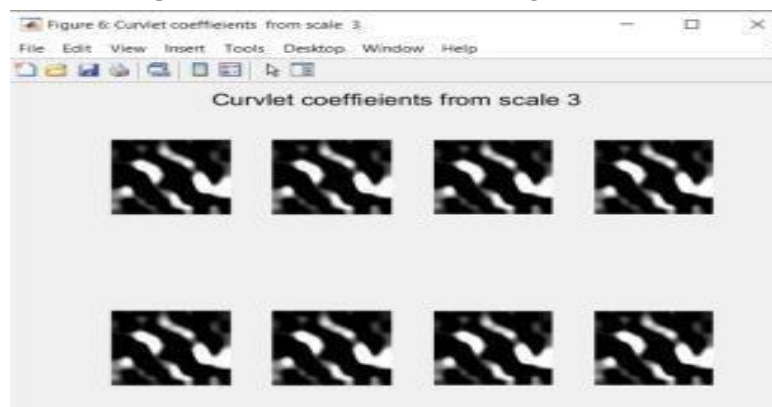 Figure 6: Curvlet coeffieients from scale 3
File Edit View Insert Tools Desktop Window Help
Curvlet coeffieients from scale 3